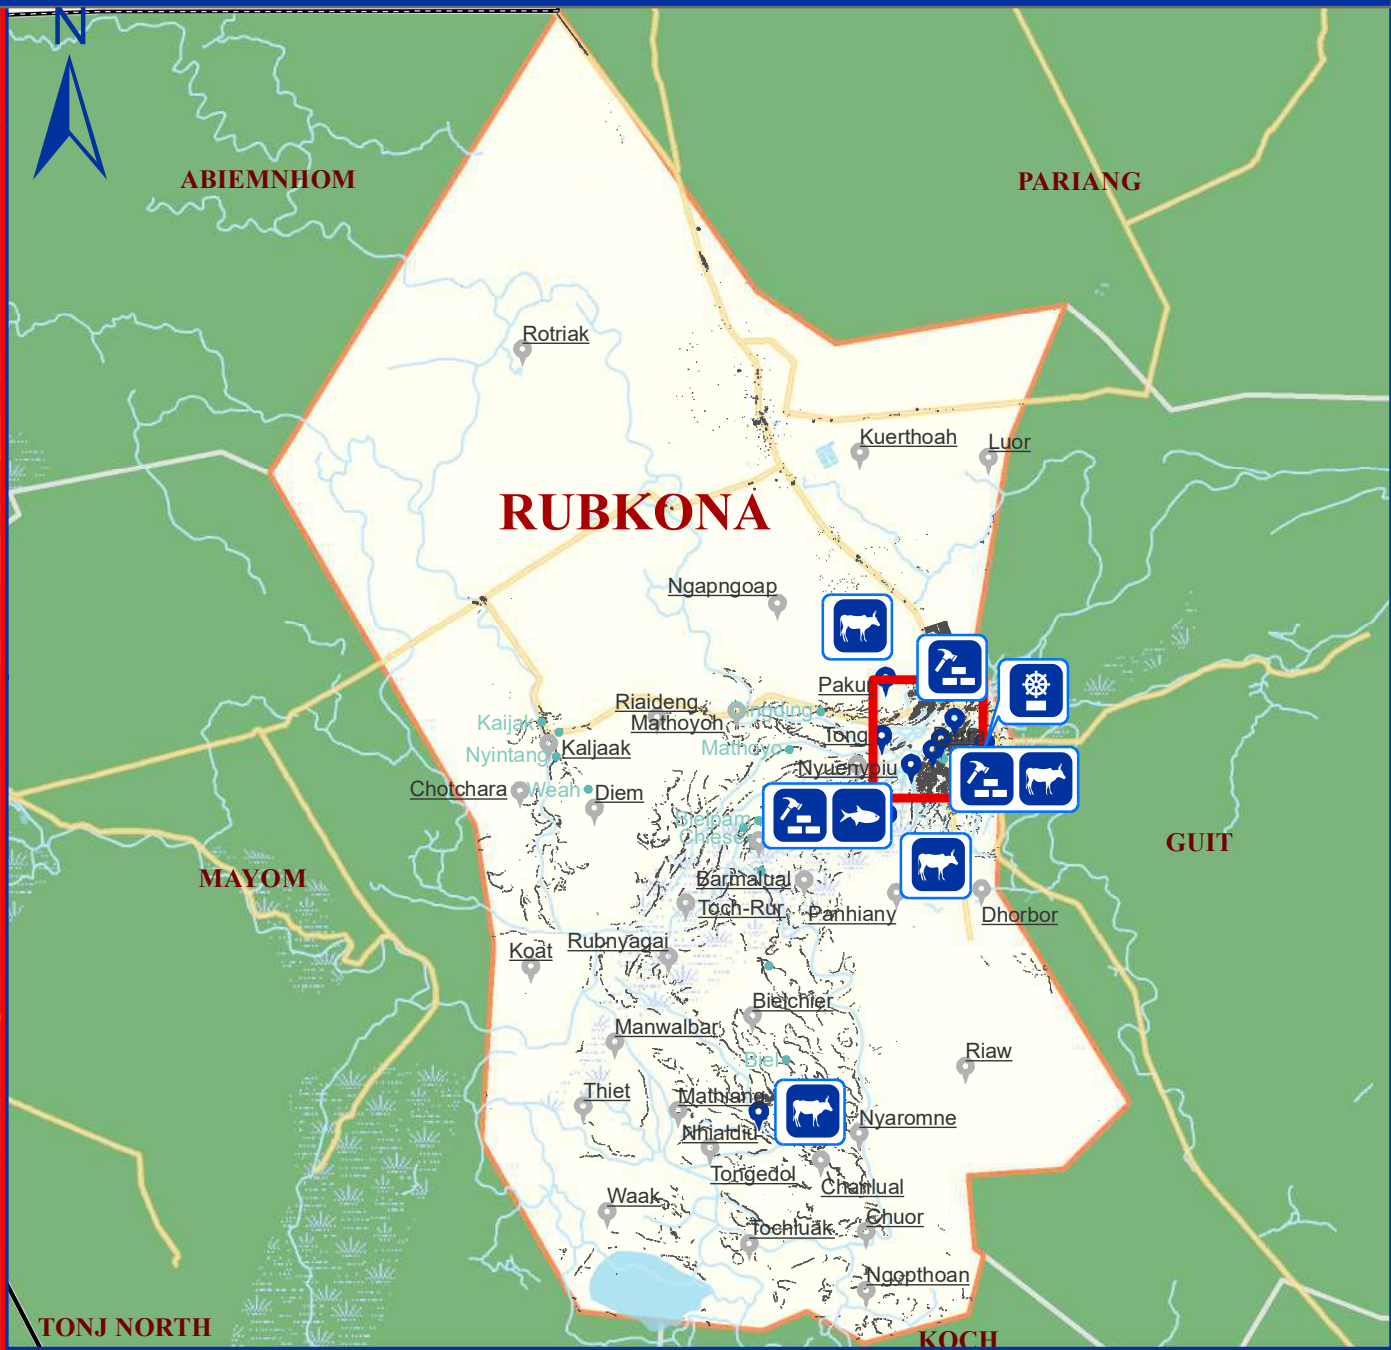 N
ABIEMNHOM
PARIANG
Rotriak
Kuerthoah
Luor
RUBKONA
Ngapngoap
Pakur
Riaideng
Mathoyoh
Kaijak
Kaljaak
Nyintang
Mathoyo
Tong
Nyuenypiu
Chotchara
Weah
Diem
GUIT
MAYOM
Barmalual
Toch-Rur
Panhiany
Dhorbor
Rubnyagai
Koat
Bielchier
Manwalbar
Biel
Riaw
Thiet
Mathiang
Nyaromne
Nhialdiu
Tongedol
Chanlual
Waak
Chuor
Tochluak
Ngopthoan
TONJ NORTH
KOCH